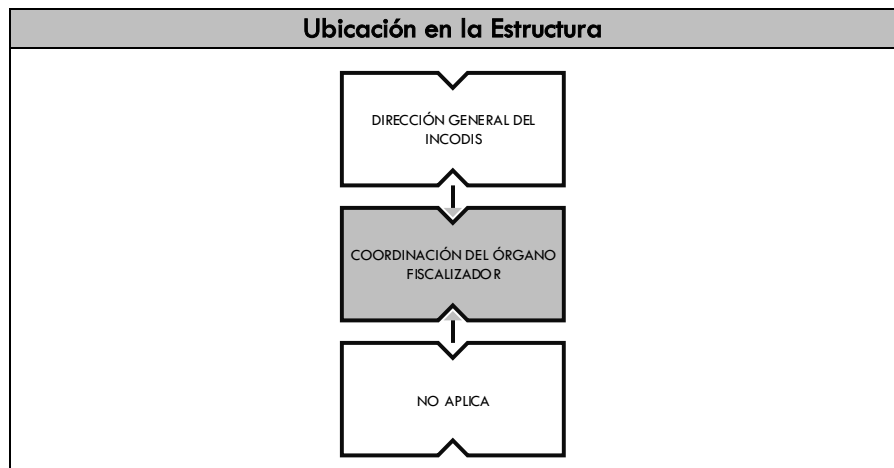 Ubicación en la Estructura
DIRECCIÓN GENERAL DEL
INCODIS
COORDINACIÓN DEL ÓRGANO
FISCALIZADOR
NO APLICA